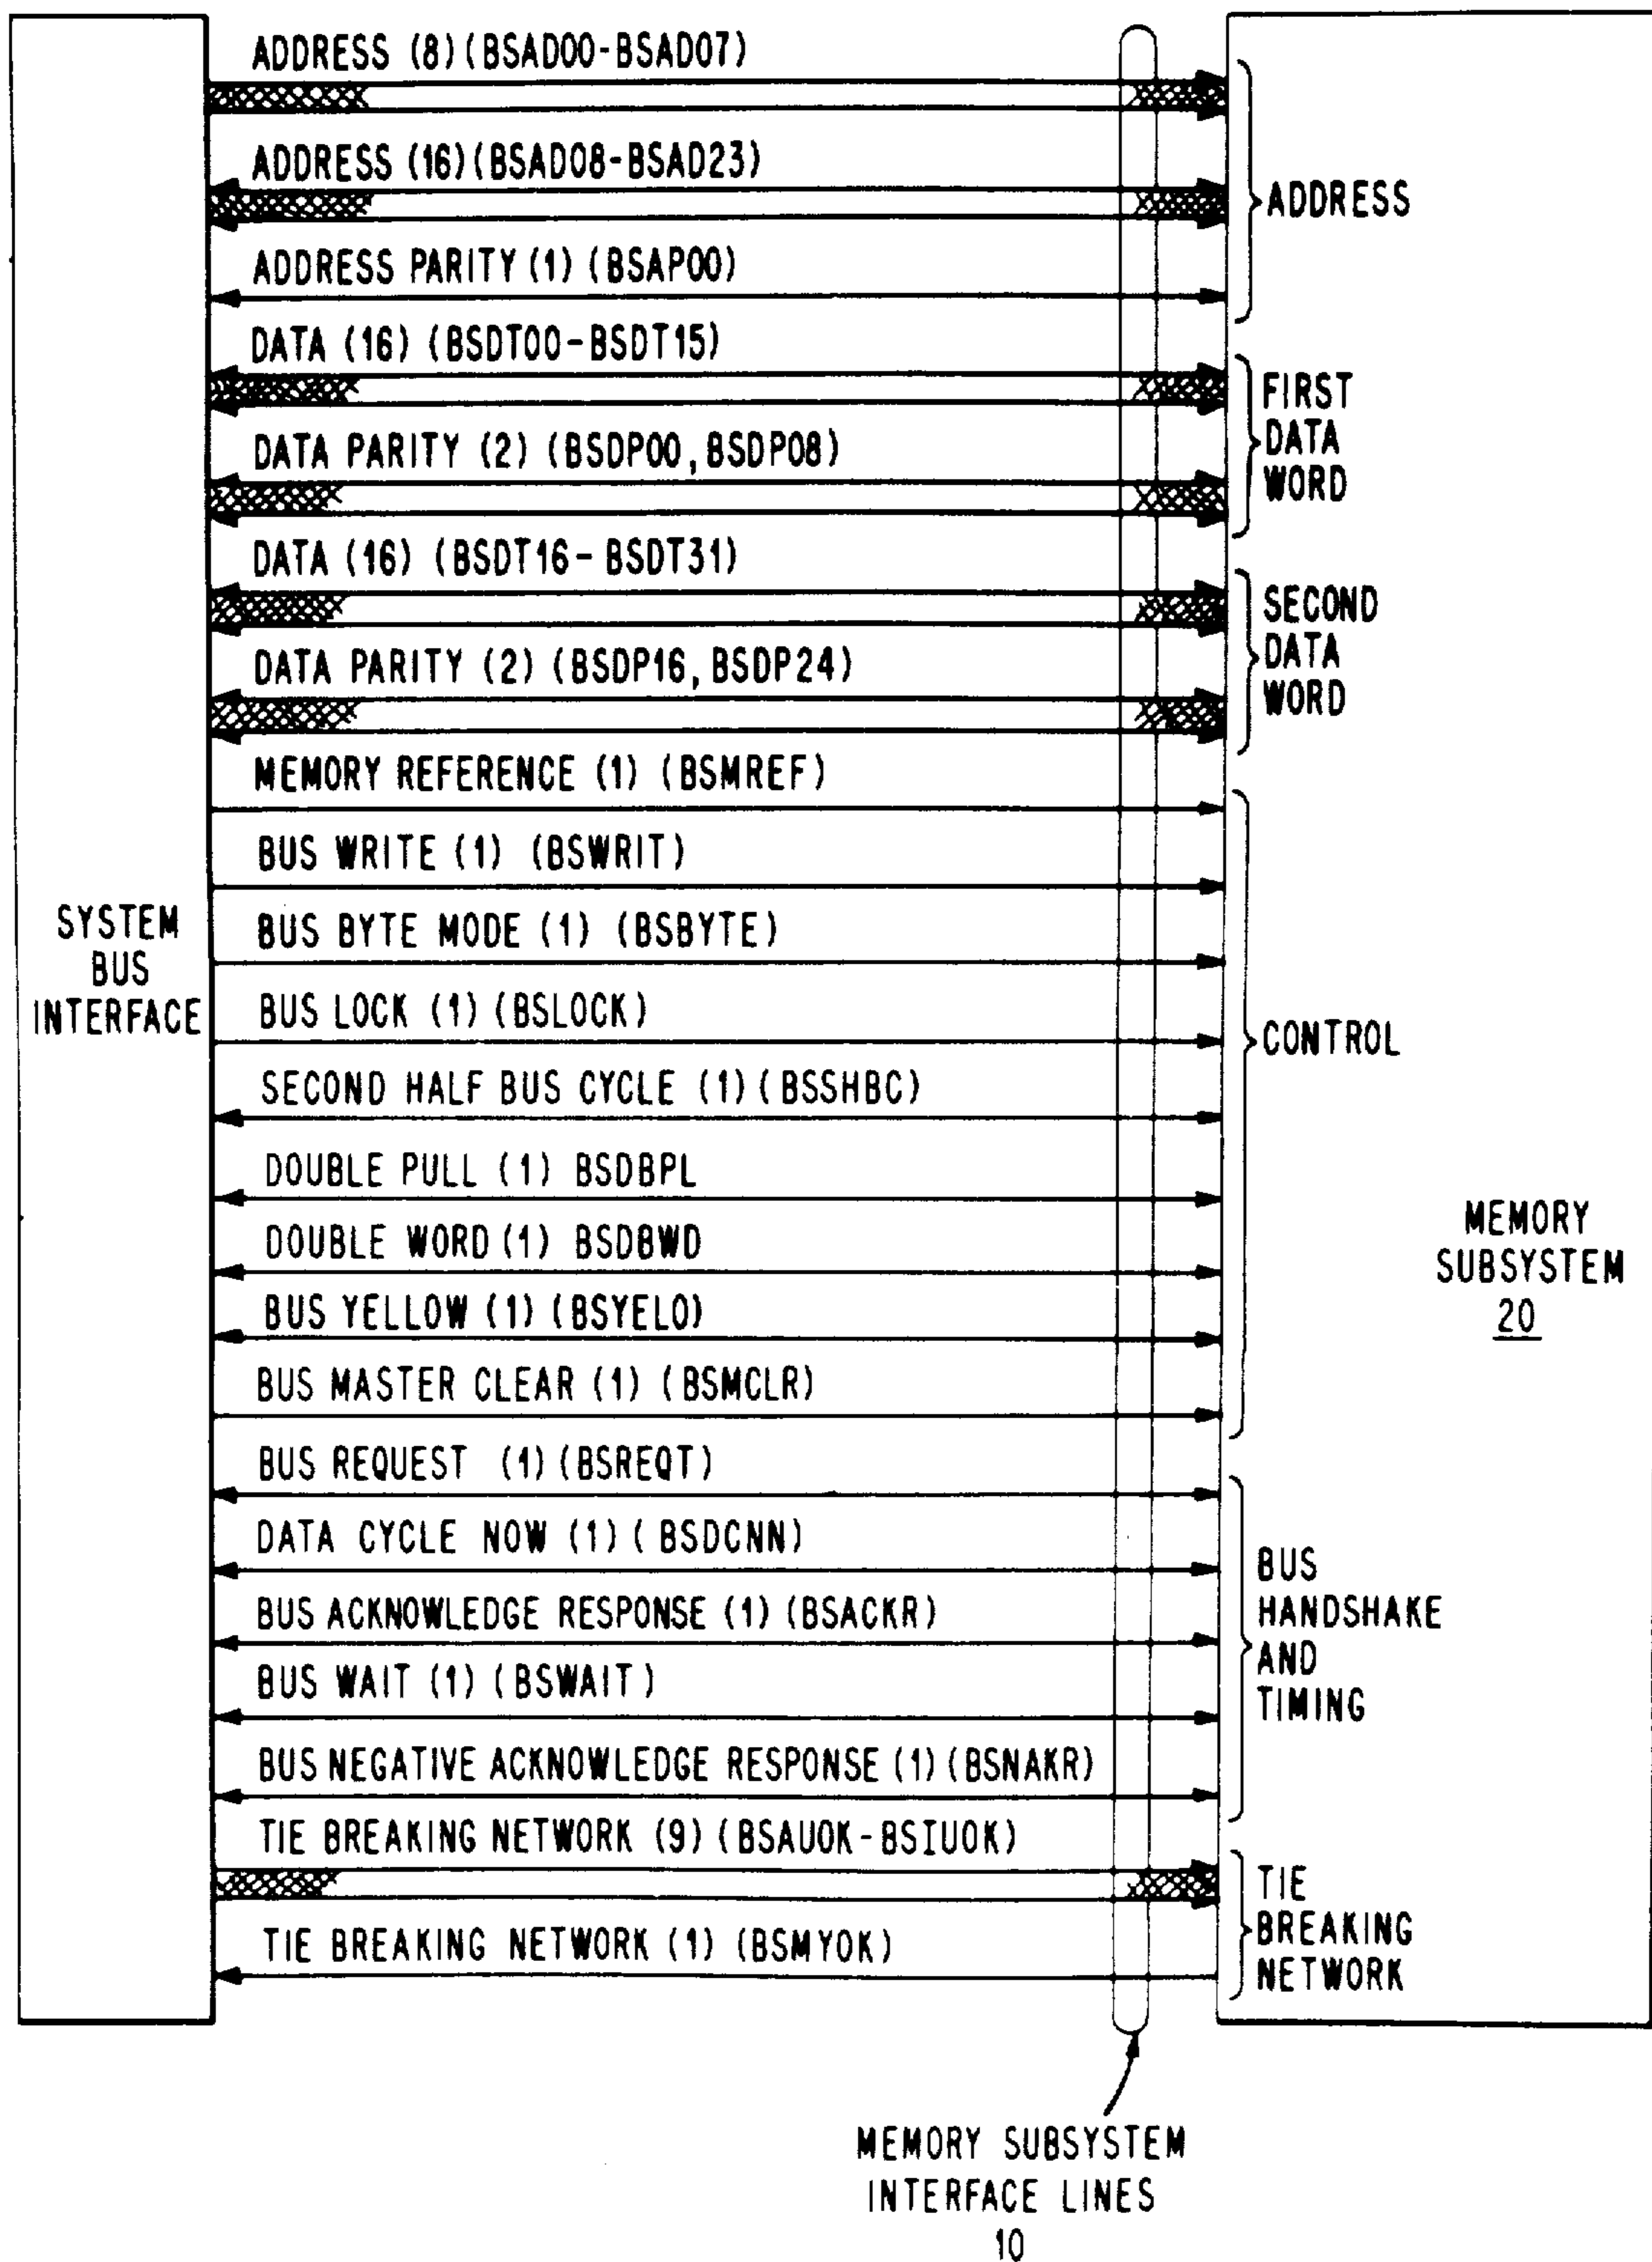 ADDRESS (8) (BSAD00-BSAD07)
ADDRESS (16) (BSAD08-BSAD23)
ADDRESS PARITY (1) (BSAP00)
ADDRESS
DATA (16) (BSDT00-BSDT15)
DATA PARITY (2) (BSDP00, BSDP08)
FIRST
DATA
WORD
DATA (16) (BSDT16-BSDT31)
DATA PARITY (2) (BSDP16, BSDP24)
SECOND
DATA
WORD
MEMORY REFERENCE (1) (BSMREF)
BUS WRITE (1) (BSWRIT)
BUS BYTE MODE (1) (BSBYTE)
BUS LOCK (1) (BSLOCK)
SECOND HALF BUS CYCLE (1) (BSSHBC)
DOUBLE PULL (1) BSDBPL
DOUBLE WORD (1) BSDBWD
BUS YELLOW (1) (BSYELO)
BUS MASTER CLEAR (1) (BSMCLR)
CONTROL
SYSTEM
BUS
INTERFACE
MEMORY
SUBSYSTEM
20
BUS REQUEST (1) (BSREQT)
DATA CYCLE NOW (1) (BSDCNN)
BUS ACKNOWLEDGE RESPONSE (1) (BSACKR)
BUS WAIT (1) (BSWAIT)
BUS NEGATIVE ACKNOWLEDGE RESPONSE (1) (BSNAKR)
BUS
HANDSHAKE
AND
TIMING
TIE BREAKING NETWORK (9) (BSAUOK-BSIUOK)
TIE BREAKING NETWORK (1) (BSMYOK)
TIE
BREAKING
NETWORK
MEMORY SUBSYSTEM
INTERFACE LINES
10